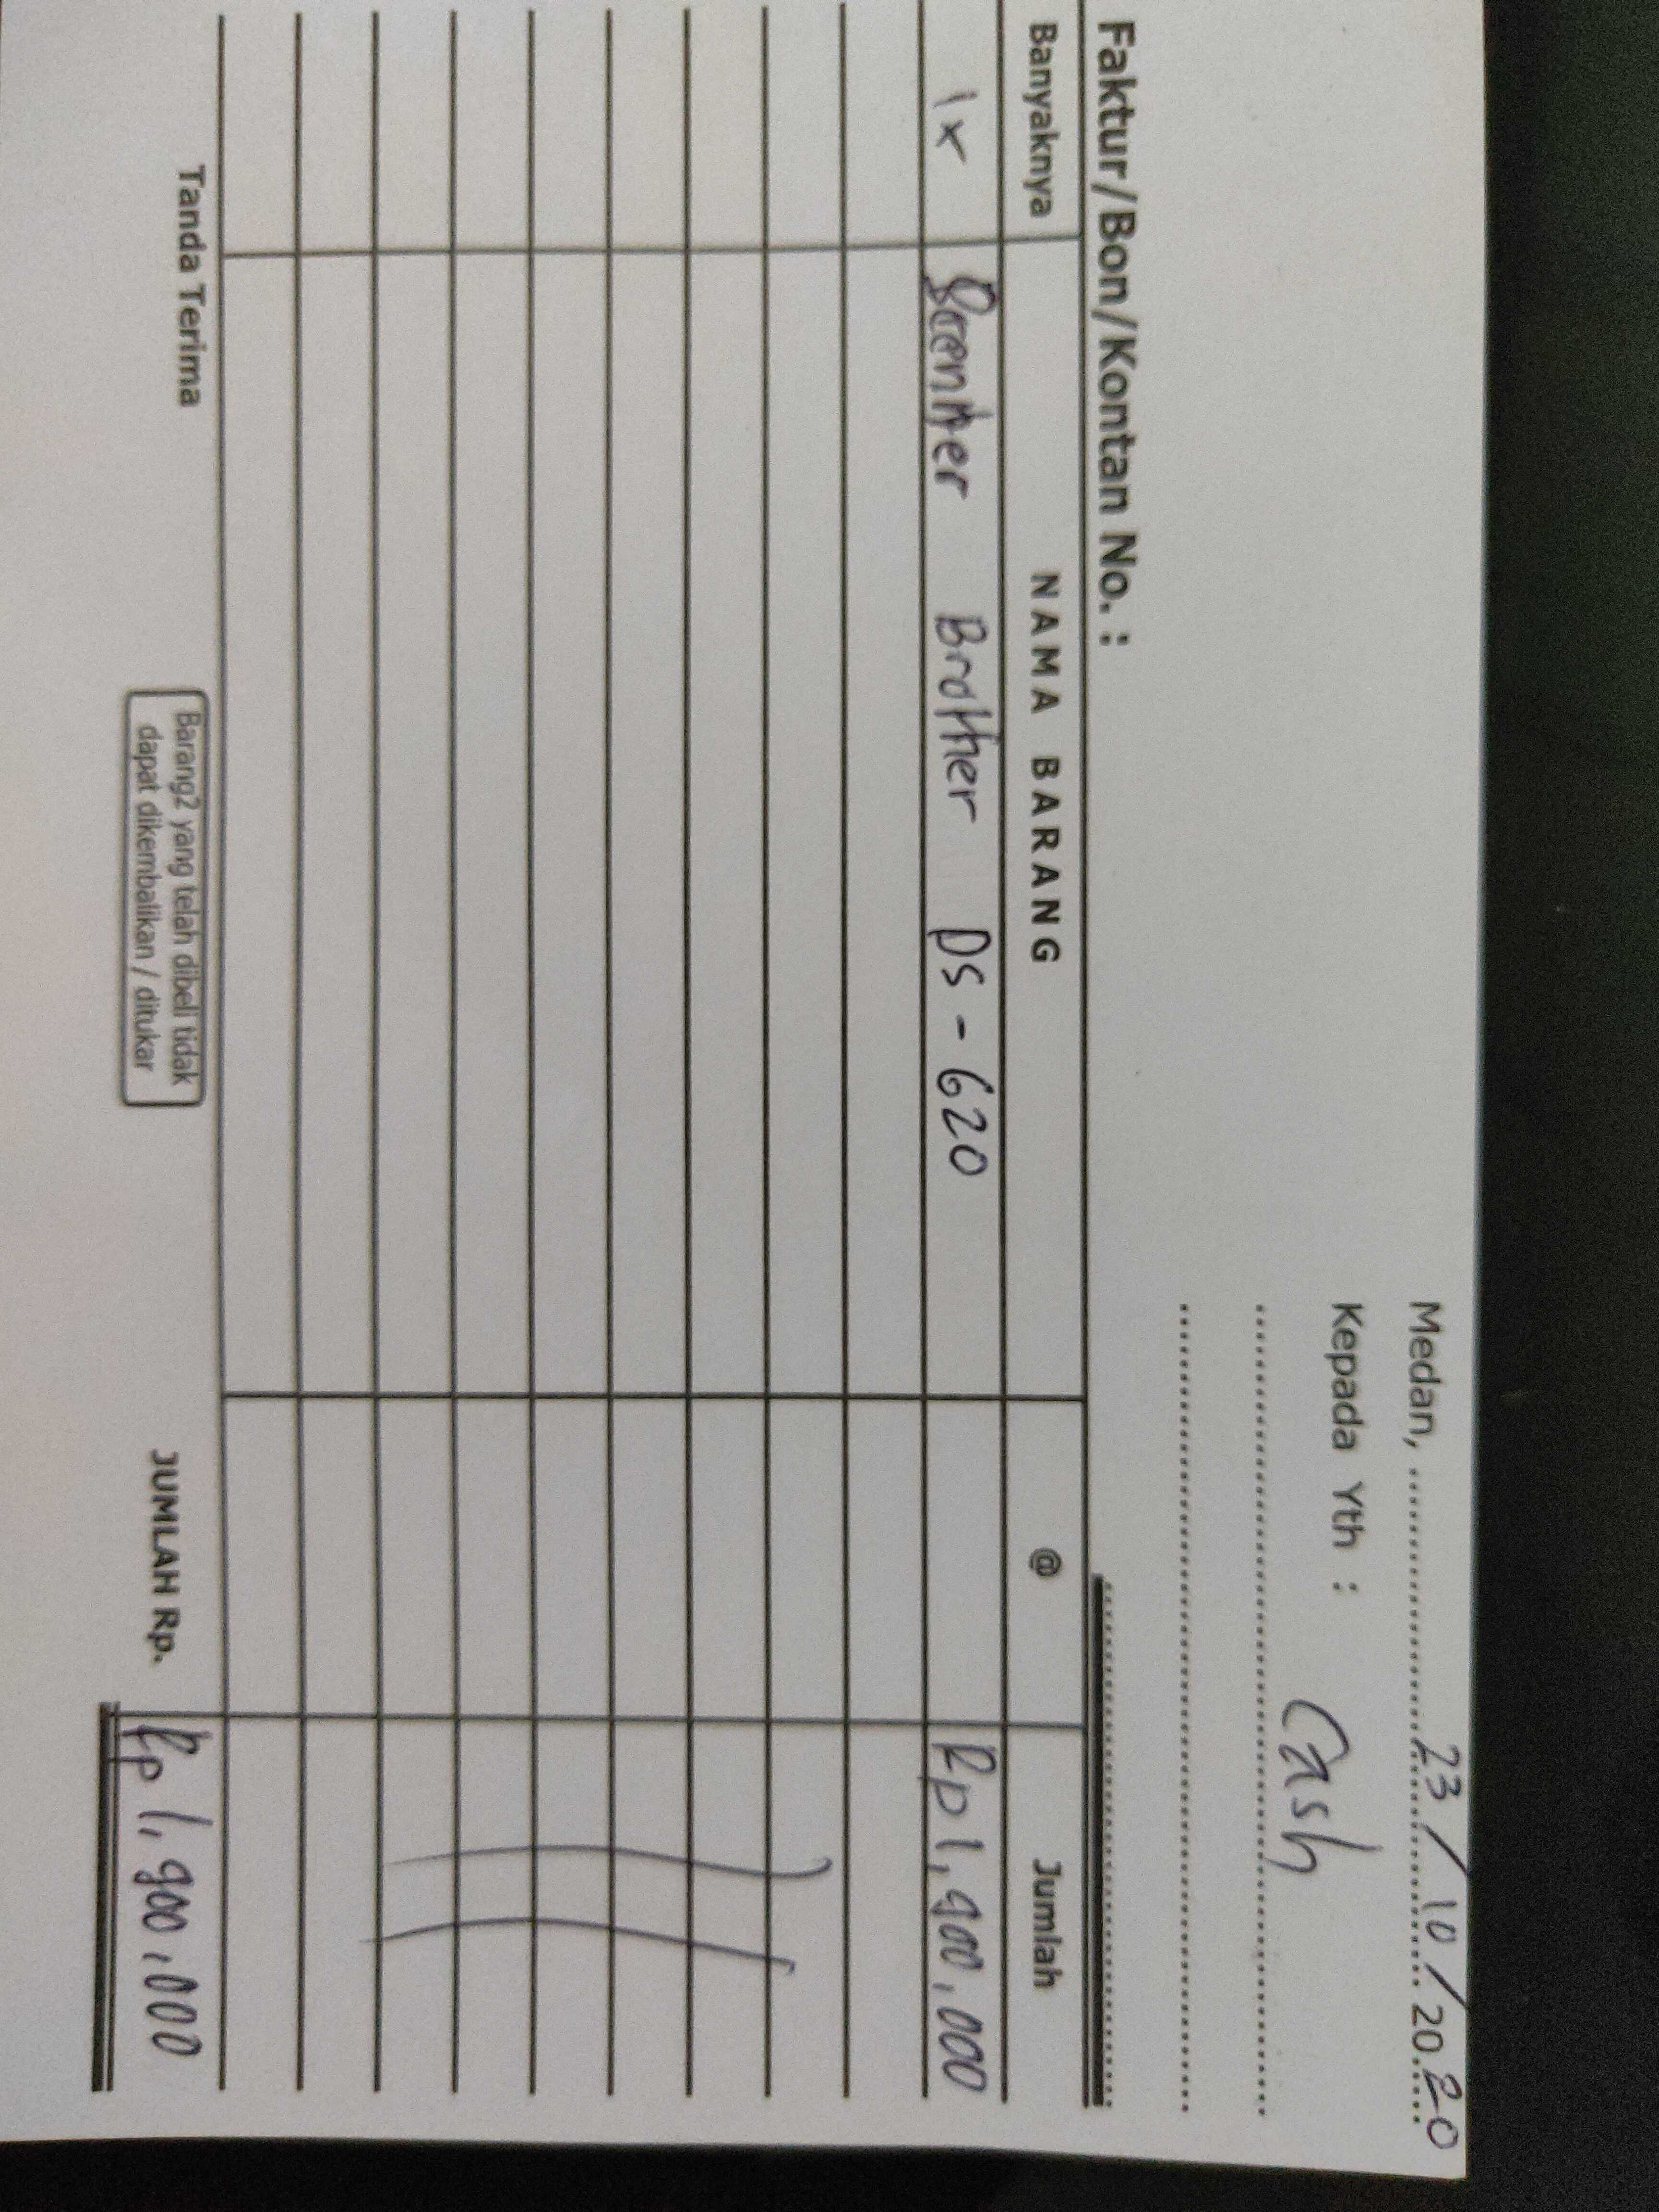 Medan, ........ 23 / 10 / 20 20
Kepada Yth :
Cash
Faktur/Bon/Kontan No. :
Banyaknya NAMA BARANG @ Jumlah
1x Scanner Brother DS - 620 Rp 1,900,000
Tanda Terima
Barang2 yang telah dibeli tidak
dapat dikembalikan / ditukar
JUMLAH Rp. Rp 1,900,000